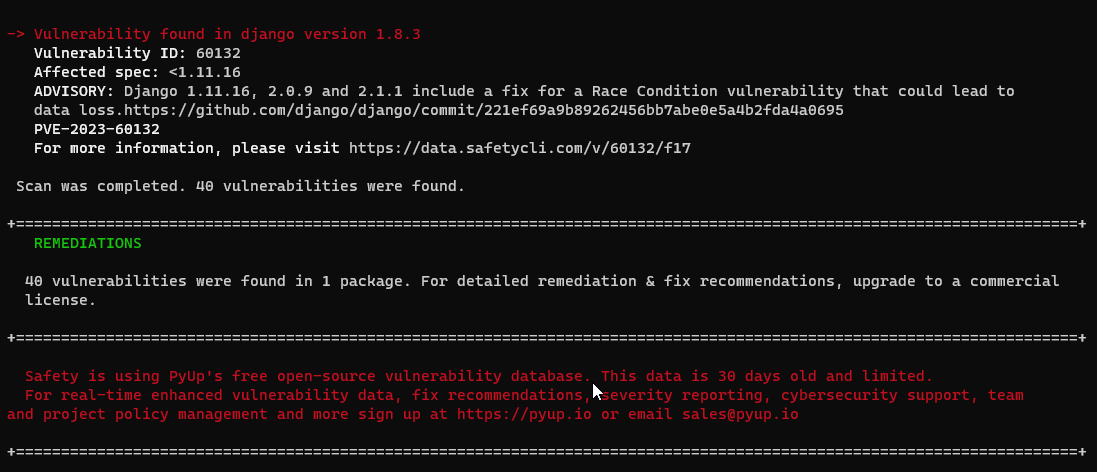 -> Vulnerability found in django version 1.8.3
Vulnerability ID: 60132
Affected spec: <1.11.16
ADVISORY: Django 1.11.16, 2.0.9 and 2.1.1 include a fix for a Race Condition vulnerability that could lead to
data loss.https://github.com/django/django/commit/221ef69a9b89262456bb7abe0e5a4b2fda4a0695
PVE-2023-60132
For more information, please visit https://data.safetycli.com/v/60132/f17
Scan was completed. 40 vulnerabilities were found.
+======================================================================================================================+
REMEDIATIONS
40 vulnerabilities were found in 1 package. For detailed remediation & fix recommendations, upgrade to a commercial
license.
+======================================================================================================================+
Safety is using PyUp's free open-source vulnerability database. This data is 30 days old and limited.
For real-time enhanced vulnerability data, fix recommendations, severity reporting, cybersecurity support, team
and project policy management and more sign up at https://pyup.io or email sales@pyup.io
+======================================================================================================================+